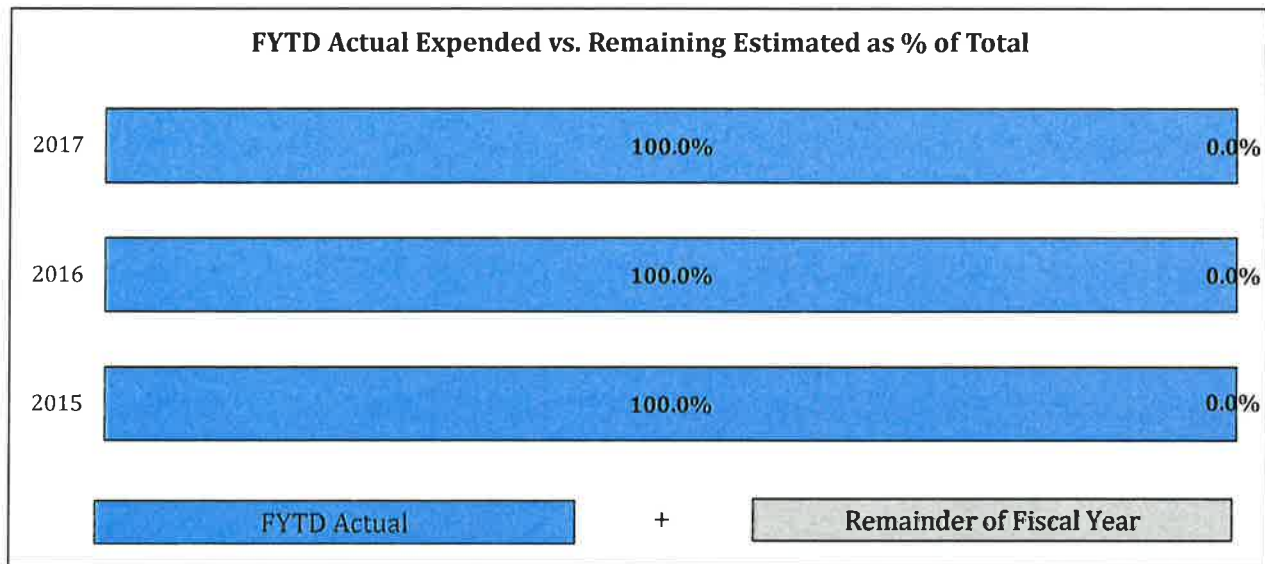 FYTD Actual Expended vs. Remaining Estimated as % of Total
2017 100.0% 0.0%
2016 100.0% 0.0%
2015 100.0% 0.0%
FYTD Actual + Remainder of Fiscal Year